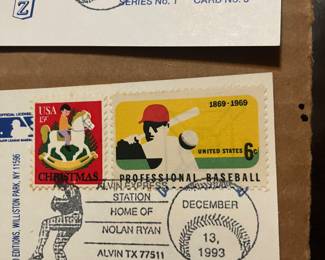 SERIES No. 1 CARD No. 3
USA
15c
CHRISTMAS
1869-1969
UNITED STATES 6c
PROFESSIONAL BASEBALL
EDITIONS, WILLISTON PARK, NY 11596
ALVIN EXPRESS
STATION
HOME OF
NOLAN RYAN
ALVIN TX 77511
DECEMBER
13,
1993